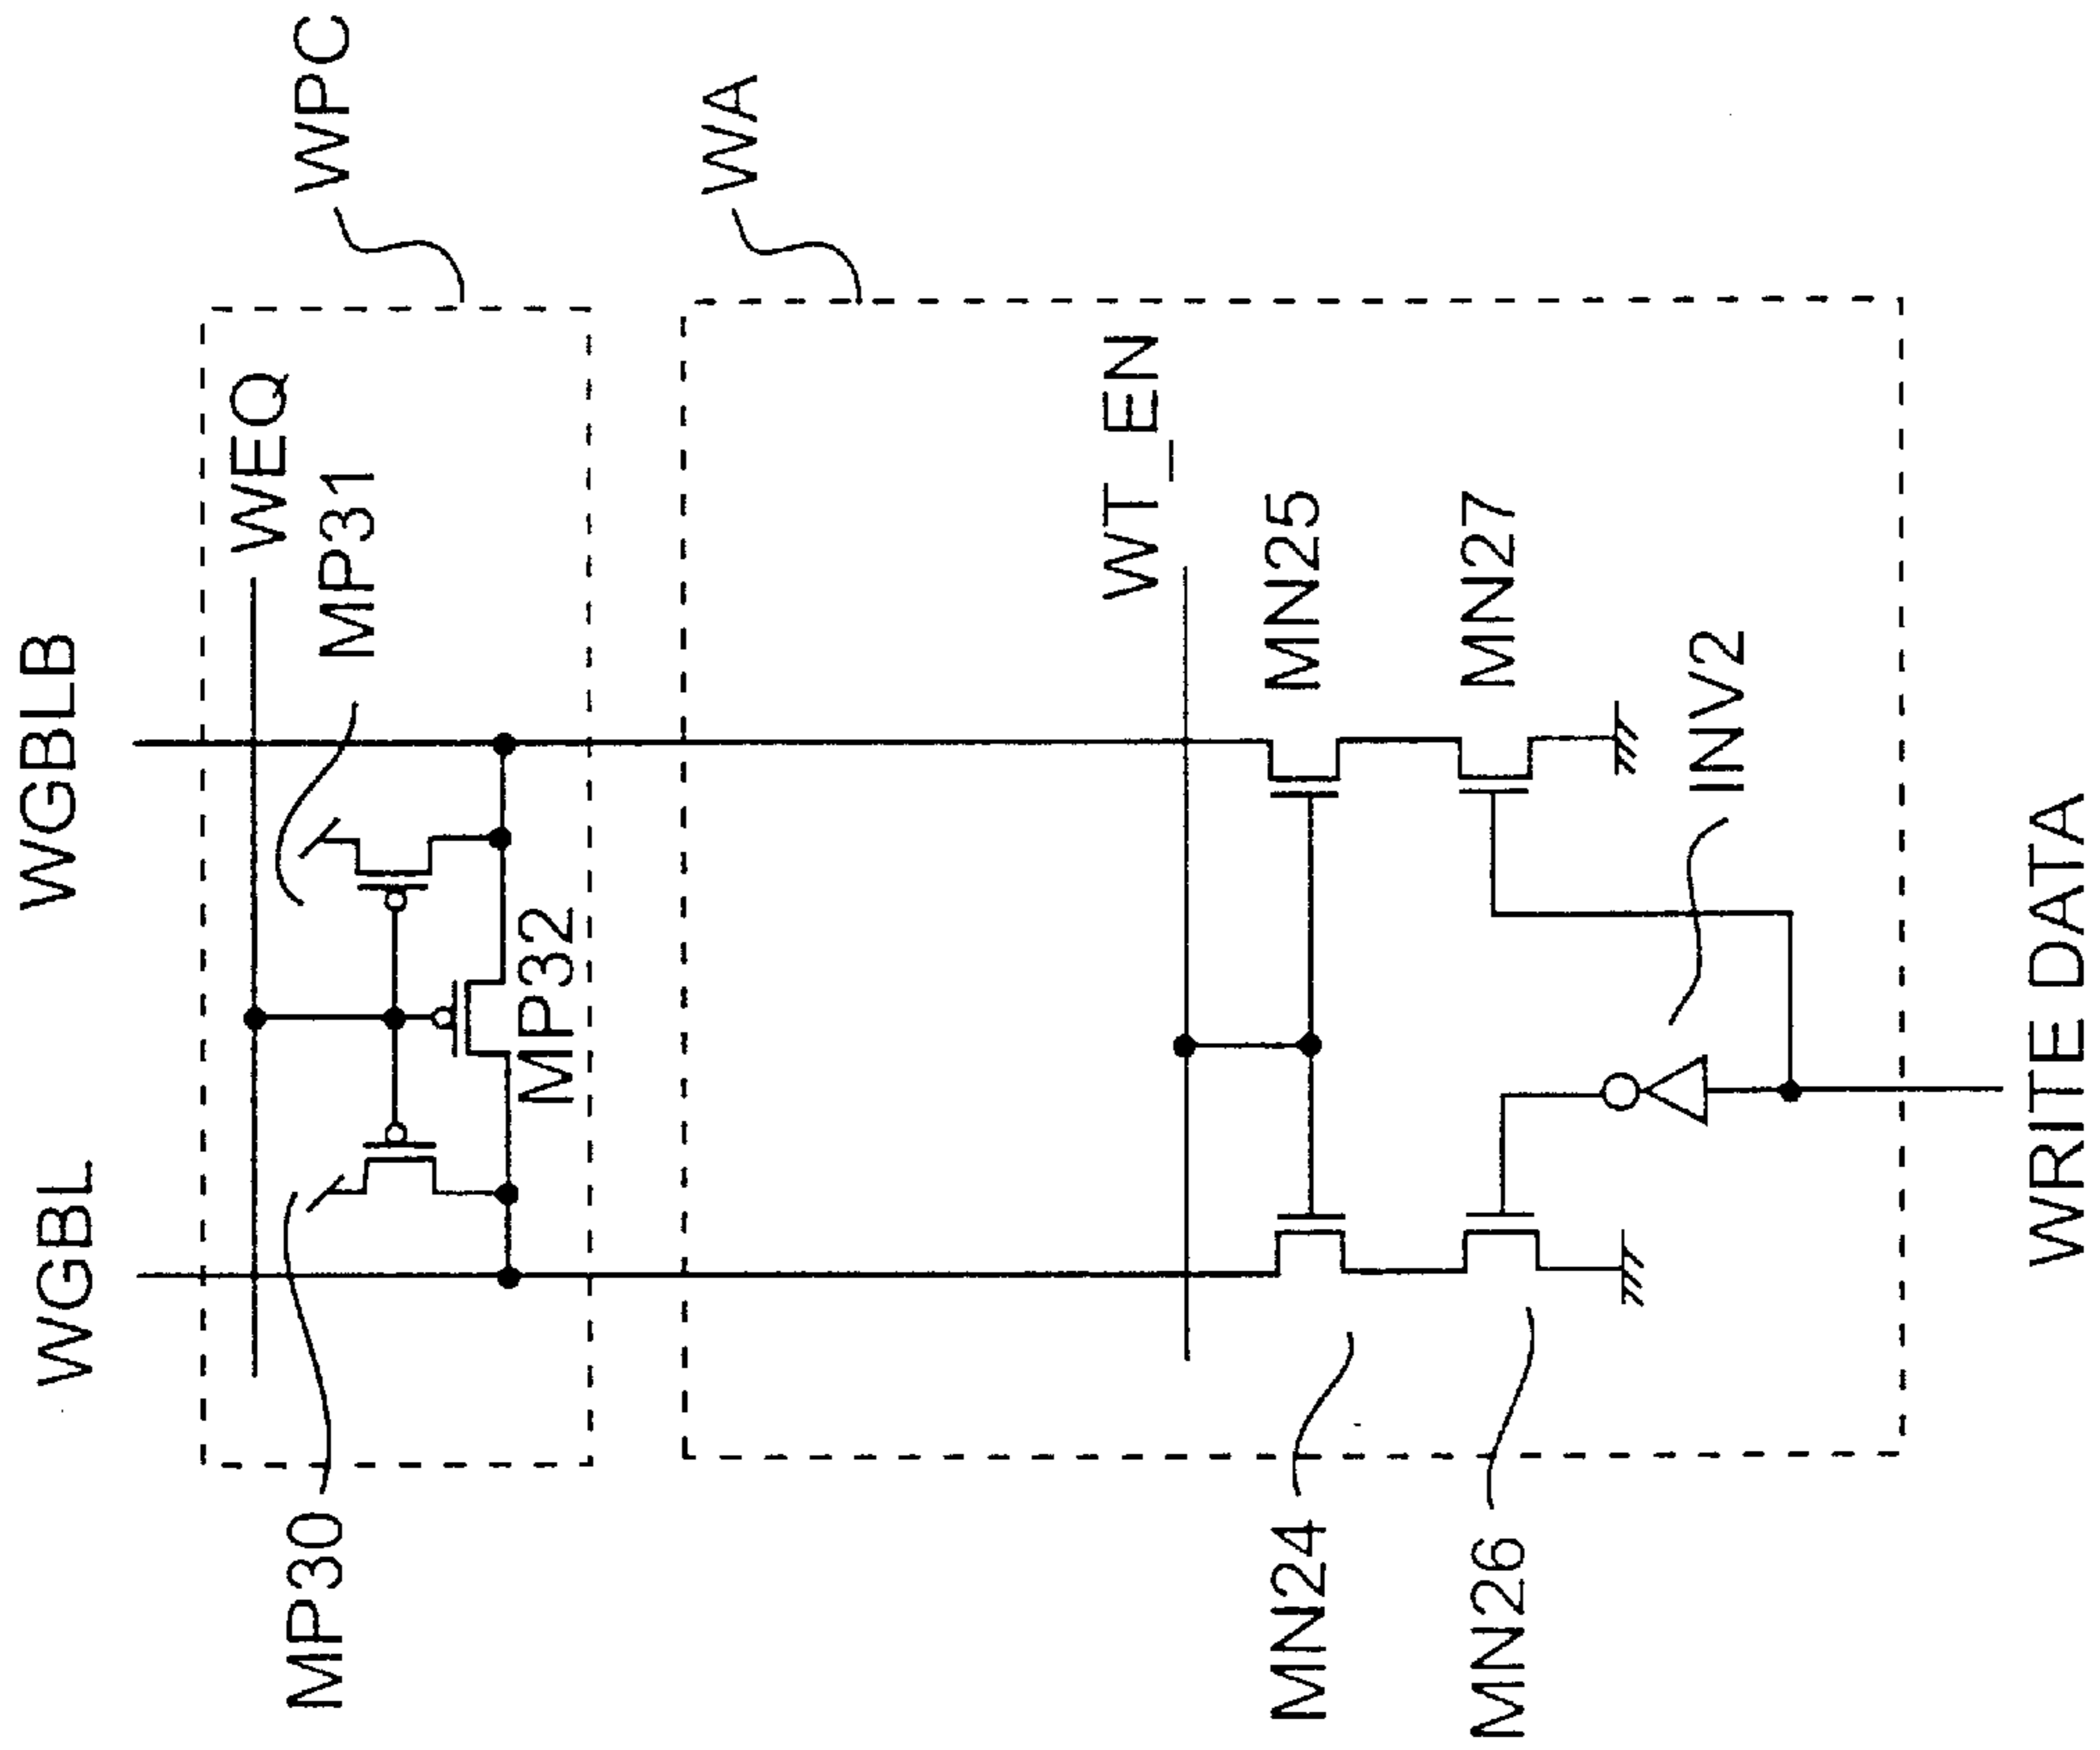 WGBL
WGBLB
WPC
WEQ
MP30
MP31
MP32
WA
WT_EN
MN24
MN25
MN26
MN27
INV2
WRITE DATA